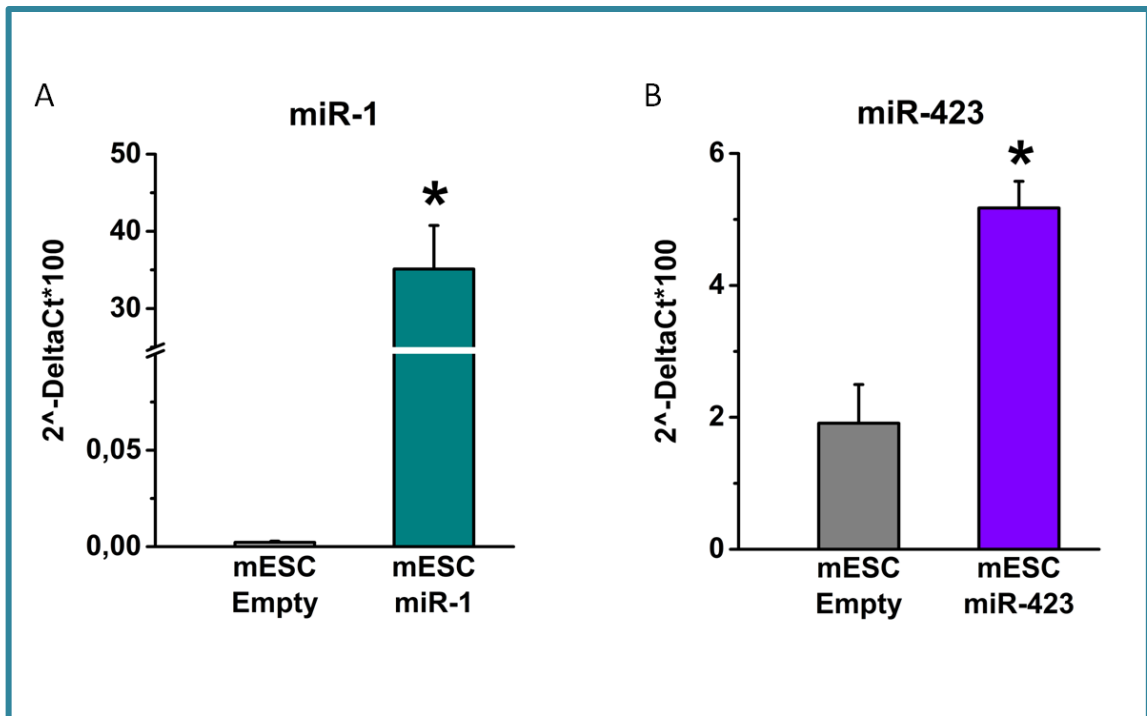 A
miR-1
2^-DeltaCt*100
50
40
30
0,05
0,00
*
mESC
Empty
mESC
miR-1
B
miR-423
2^-DeltaCt*100
6
4
2
0
*
mESC
Empty
mESC
miR-423